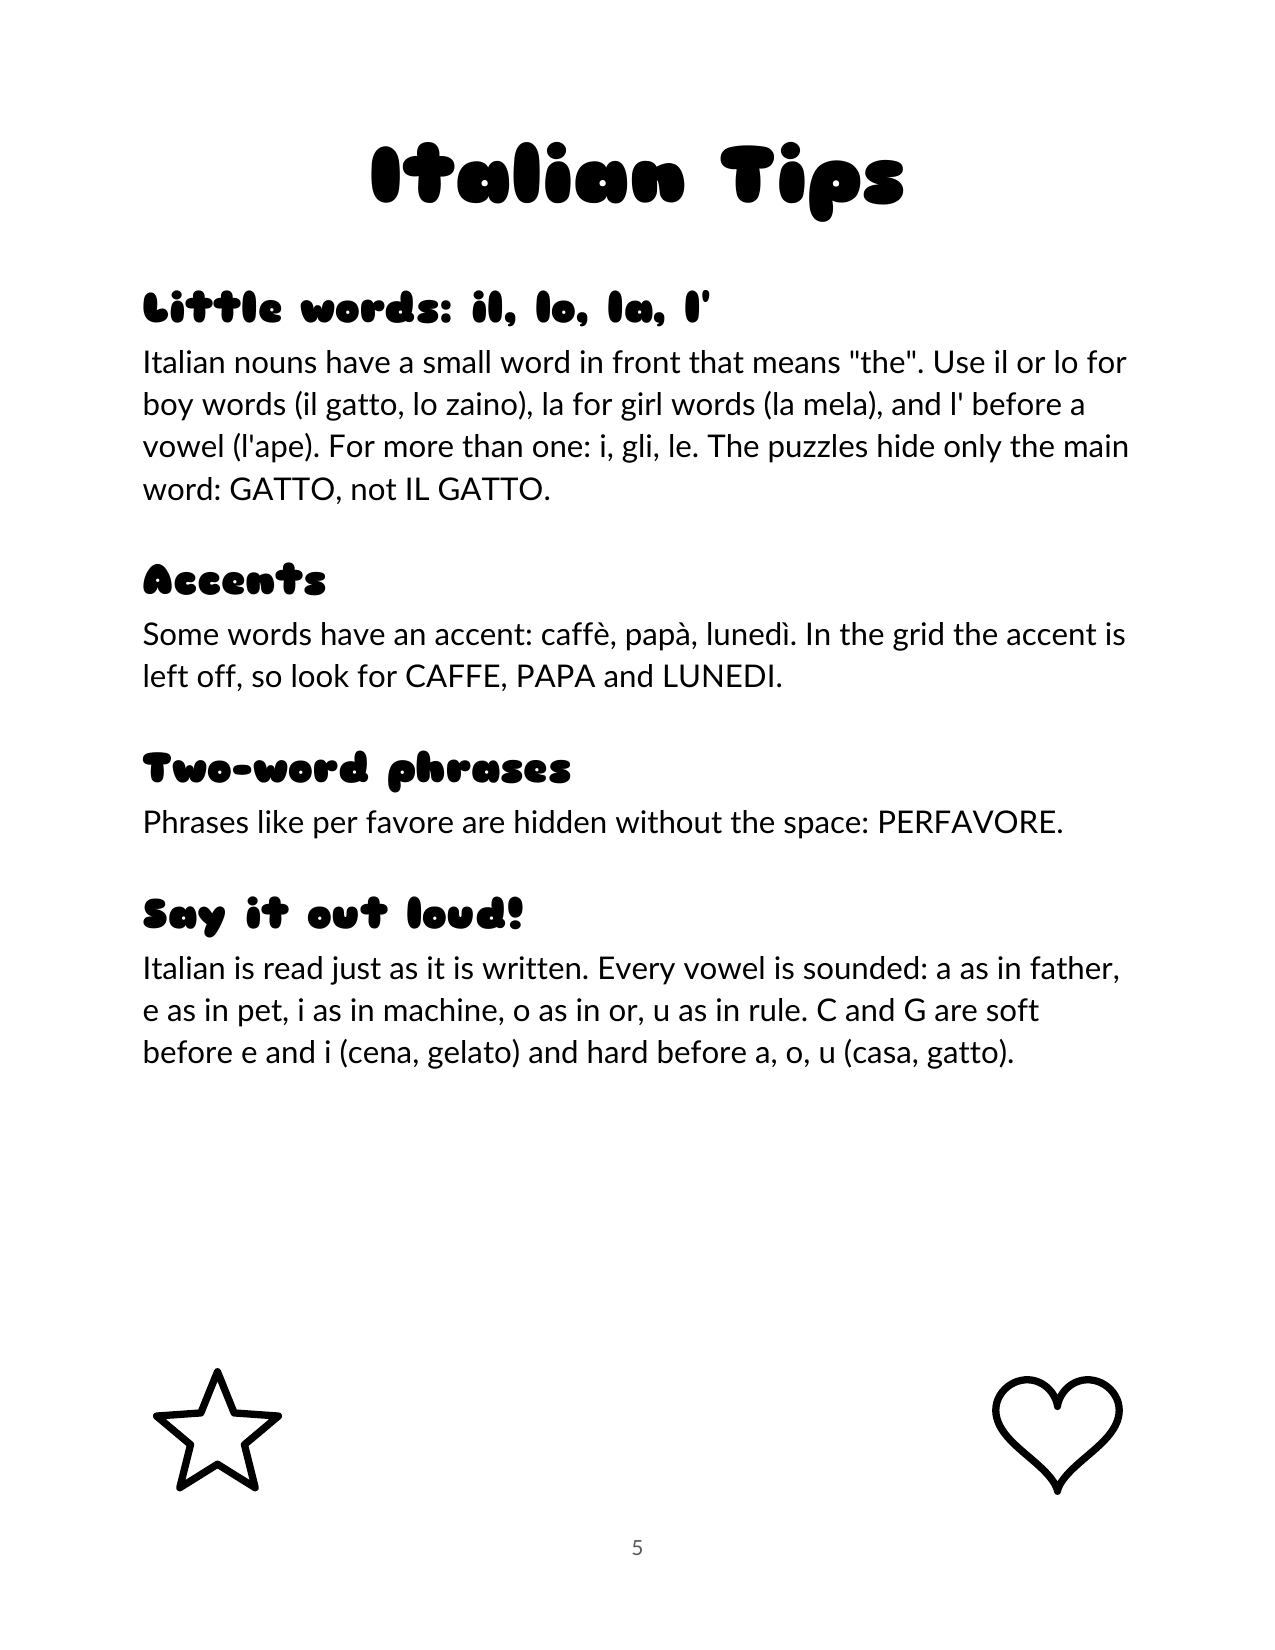 Italian Tips
Little words: il, lo, la, l'
Italian nouns have a small word in front that means "the". Use il or lo for
boy words (il gatto, lo zaino), la for girl words (la mela), and l' before a
vowel (l'ape). For more than one: i, gli, le. The puzzles hide only the main
word: GATTO, not IL GATTO.
Accents
Some words have an accent: caffè, papà, lunedì. In the grid the accent is
left off, so look for CAFFE, PAPA and LUNEDI.
Two-word phrases
Phrases like per favore are hidden without the space: PERFAVORE.
Say it out loud!
Italian is read just as it is written. Every vowel is sounded: a as in father,
e as in pet, i as in machine, o as in or, u as in rule. C and G are soft
before e and i (cena, gelato) and hard before a, o, u (casa, gatto).
5